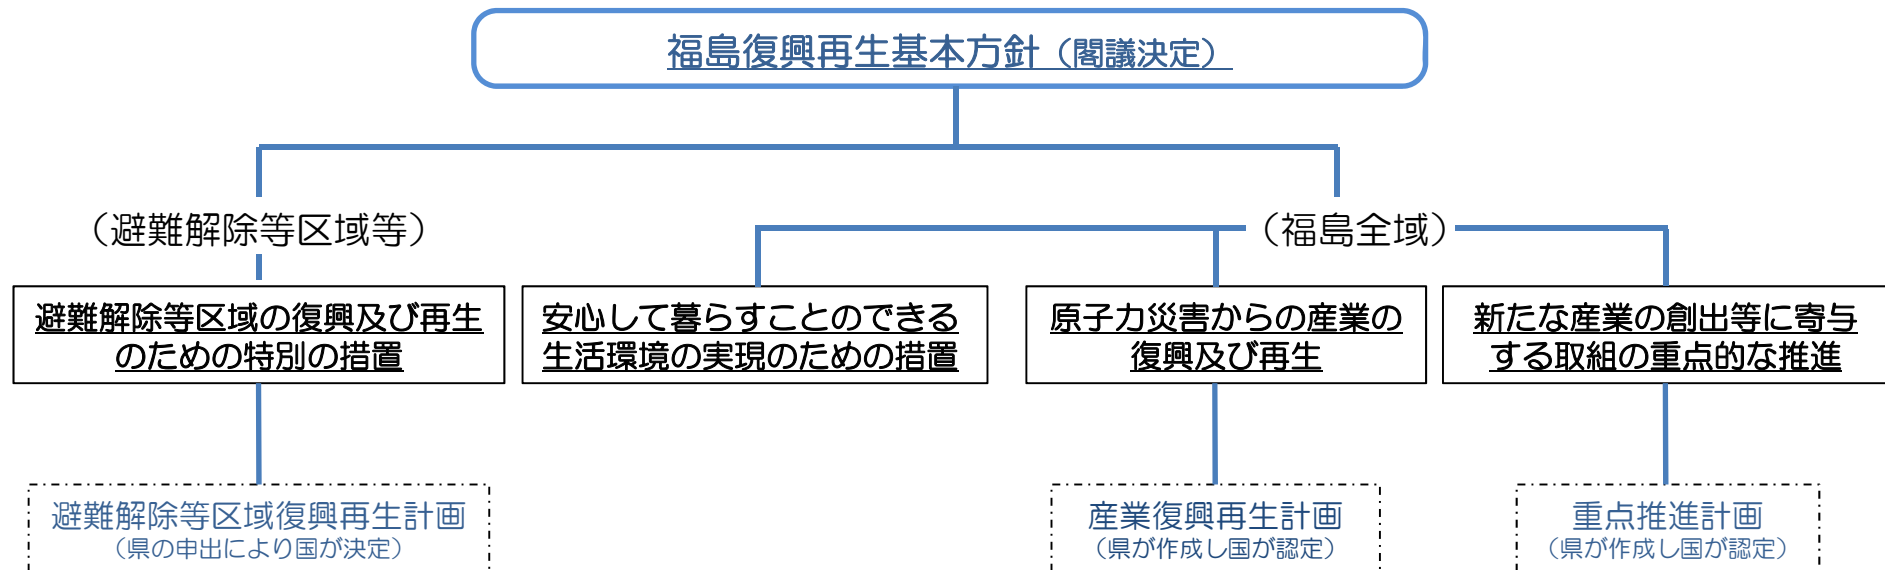 福島復興再生基本方針（閣議決定）
（避難解除等区域等）
（福島全域）
避難解除等区域の復興及び再生
のための特別の措置
安心して暮らすことのできる
生活環境の実現のための措置
原子力災害からの産業の
復興及び再生
新たな産業の創出等に寄与
する取組の重点的な推進
避難解除等区域復興再生計画
（県の申出により国が決定）
産業復興再生計画
（県が作成し国が認定）
重点推進計画
（県が作成し国が認定）